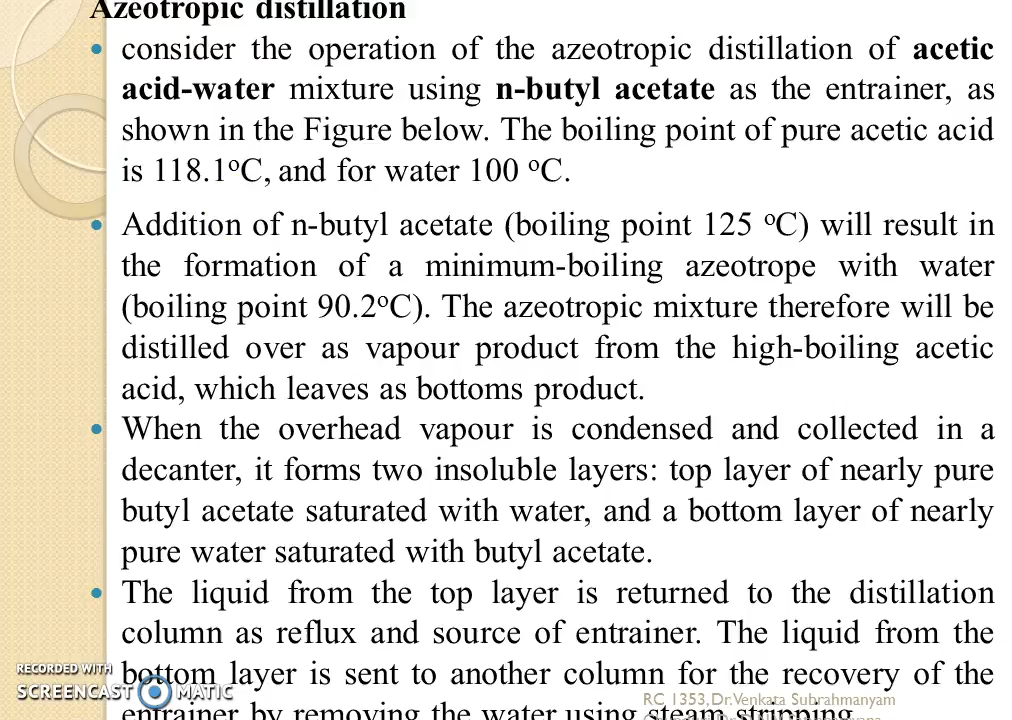 Azeotropic distillation
• consider the operation of the azeotropic distillation of acetic
acid-water mixture using n-butyl acetate as the entrainer, as
shown in the Figure below. The boiling point of pure acetic acid
is 118.1ºC, and for water 100 ºC.
• Addition of n-butyl acetate (boiling point 125 ºC) will result in
the formation of a minimum-boiling azeotrope with water
(boiling point 90.2ºC). The azeotropic mixture therefore will be
distilled over as vapour product from the high-boiling acetic
acid, which leaves as bottoms product.
• When the overhead vapour is condensed and collected in a
decanter, it forms two insoluble layers: top layer of nearly pure
butyl acetate saturated with water, and a bottom layer of nearly
pure water saturated with butyl acetate.
• The liquid from the top layer is returned to the distillation
column as reflux and source of entrainer. The liquid from the
bottom layer is sent to another column for the recovery of the
entrainer by removing the water using steam stripping.
RECORDED WITH
SCREENCAST MATIC
RC 1353, Dr. Venkata Subrahmanyam